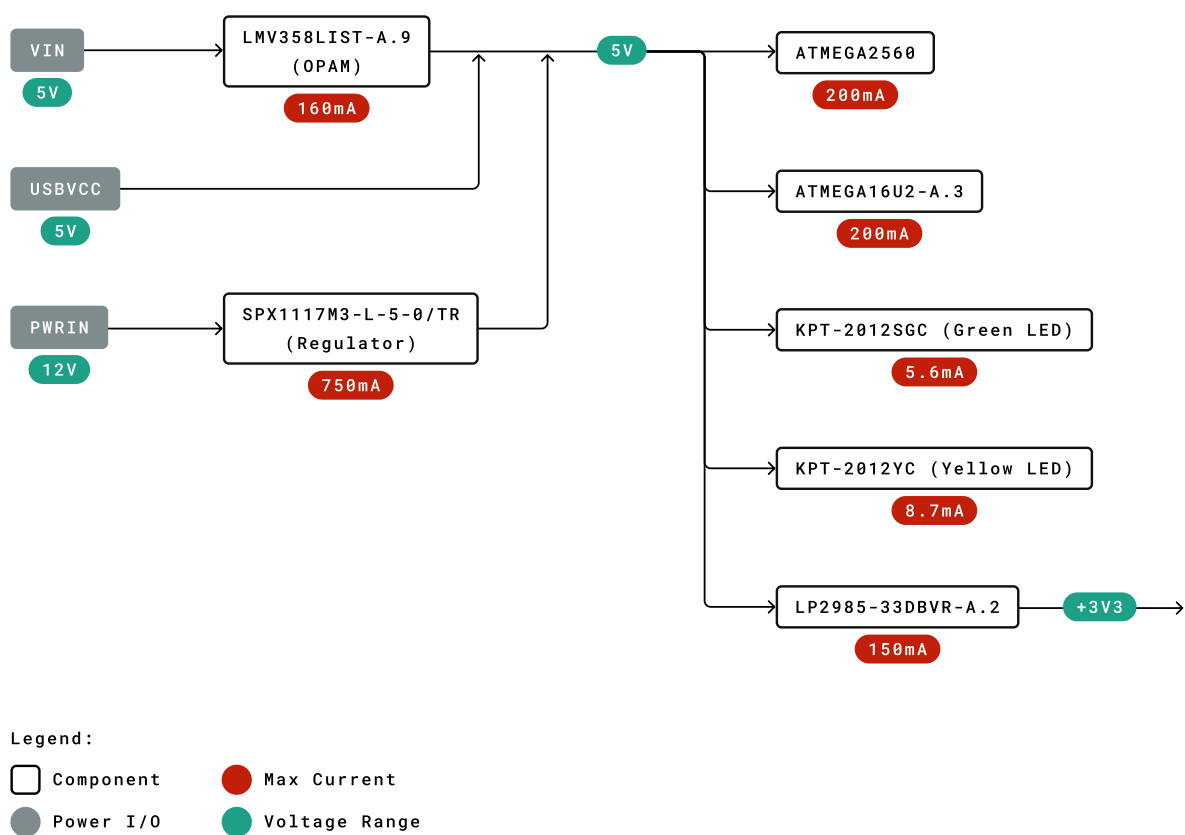 VIN
5V
LMV358LIST-A.9
(OPAM)
160mA
USBVCC
5V
PWRIN
12V
SPX1117M3-L-5-0/TR
(Regulator)
750mA
5V
ATMEGA2560
200mA
ATMEGA16U2-A.3
200mA
KPT-2012SGC (Green LED)
5.6mA
KPT-2012YC (Yellow LED)
8.7mA
LP2985-33DBVR-A.2
150mA
+3V3
Legend:
Component
Max Current
Power I/O
Voltage Range